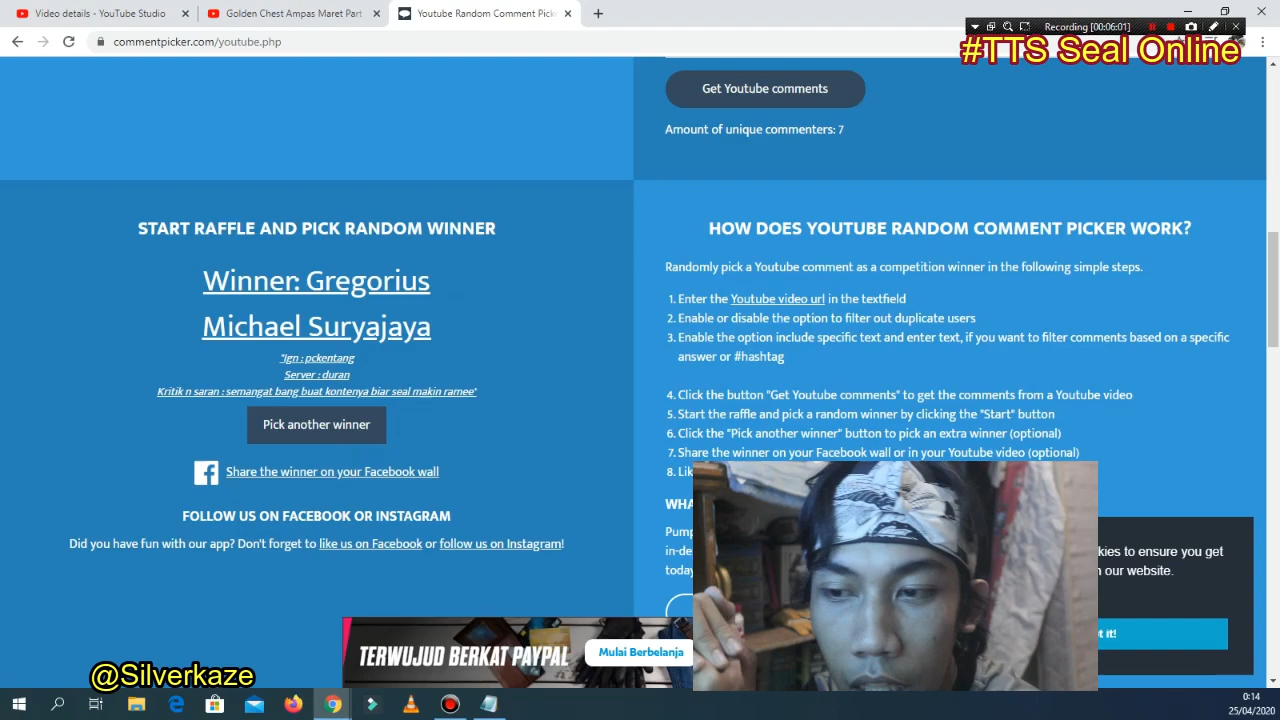 YouTube Studio
Golden Chest Ampas Maret Part
Youtube Random Comment Picke
Recording [00:06:01]
commentpicker.com/youtube.php
#TTS Seal Online
Get Youtube comments
Amount of unique commenters: 7
START RAFFLE AND PICK RANDOM WINNER
Winner: Gregorius
Michael Suryajaya
"Ign : pckentang
Server : duran
Kritik n saran : semangat bang buat kontenya biar seal makin ramee"
Pick another winner
Share the winner on your Facebook wall
FOLLOW US ON FACEBOOK OR INSTAGRAM
Did you have fun with our app? Don't forget to like us on Facebook or follow us on Instagram!
HOW DOES YOUTUBE RANDOM COMMENT PICKER WORK?
Randomly pick a Youtube comment as a competition winner in the following simple steps.
1. Enter the Youtube video url in the textfield
2. Enable or disable the option to filter out duplicate users
3. Enable the option include specific text and enter text, if you want to filter comments based on a specific
answer or #hashtag
4. Click the button "Get Youtube comments" to get the comments from a Youtube video
5. Start the raffle and pick a random winner by clicking the "Start" button
6. Click the "Pick another winner" button to pick an extra winner (optional)
7. Share the winner on your Facebook wall or in your Youtube video (optional)
8. Lik
WHA
Pump
in-de
today
kies to ensure you get
n our website.
it!
TERWUJUD BERKAT PAYPAL
Mulai Berbelanja
@Silverkaze
0:14
25/04/2020